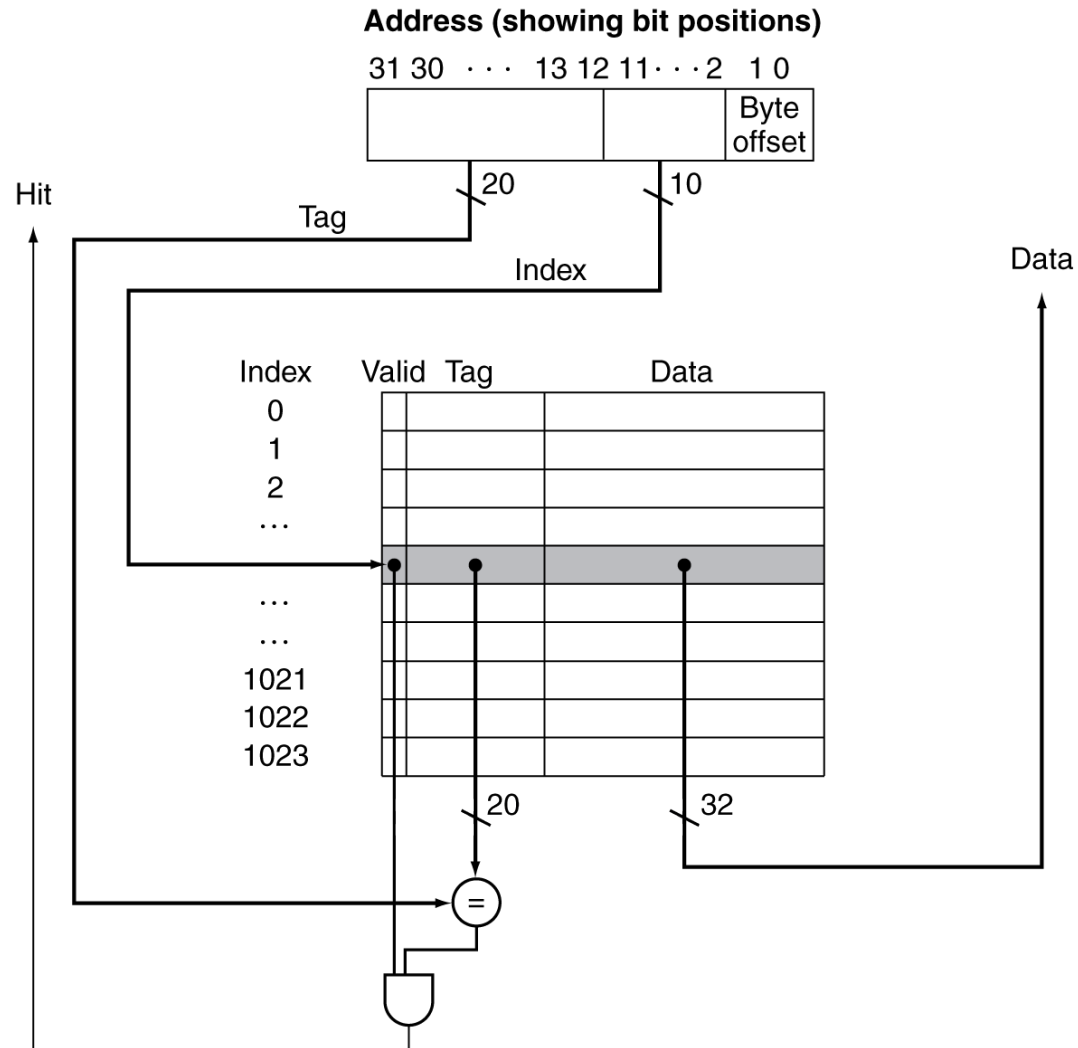 Address (showing bit positions)
31 30 · · · 13 12 11 · · · 2 1 0
Byte
offset
20 10
Hit
Tag
Index
Data
Index Valid Tag Data
0
1
2
...
...
...
1021
1022
1023
20 32
=